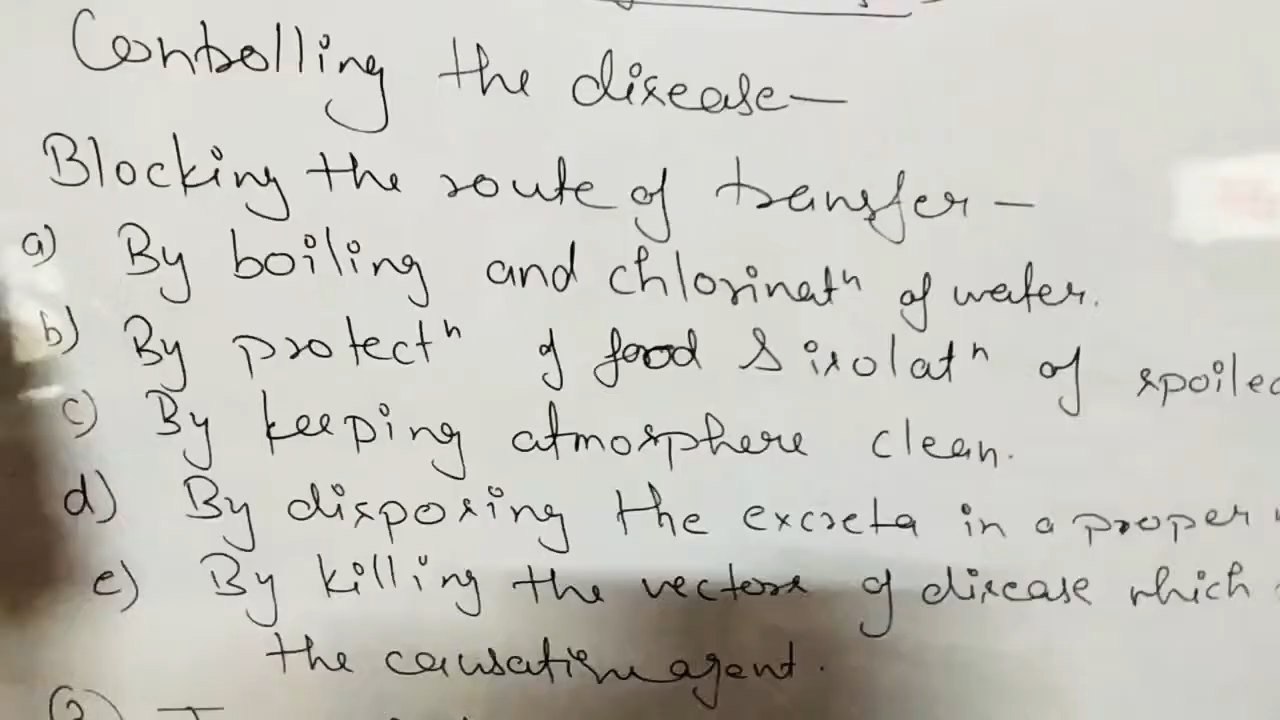 Controlling the disease—
Blocking the route of transfer—
a) By boiling and chlorinatⁿ of water.
b) By protectⁿ of food & isolatⁿ of spoiled
c) By keeping atmosphere clean.
d) By disposing the excreta in a proper
e) By killing the vectors of disease which
the causative agent.